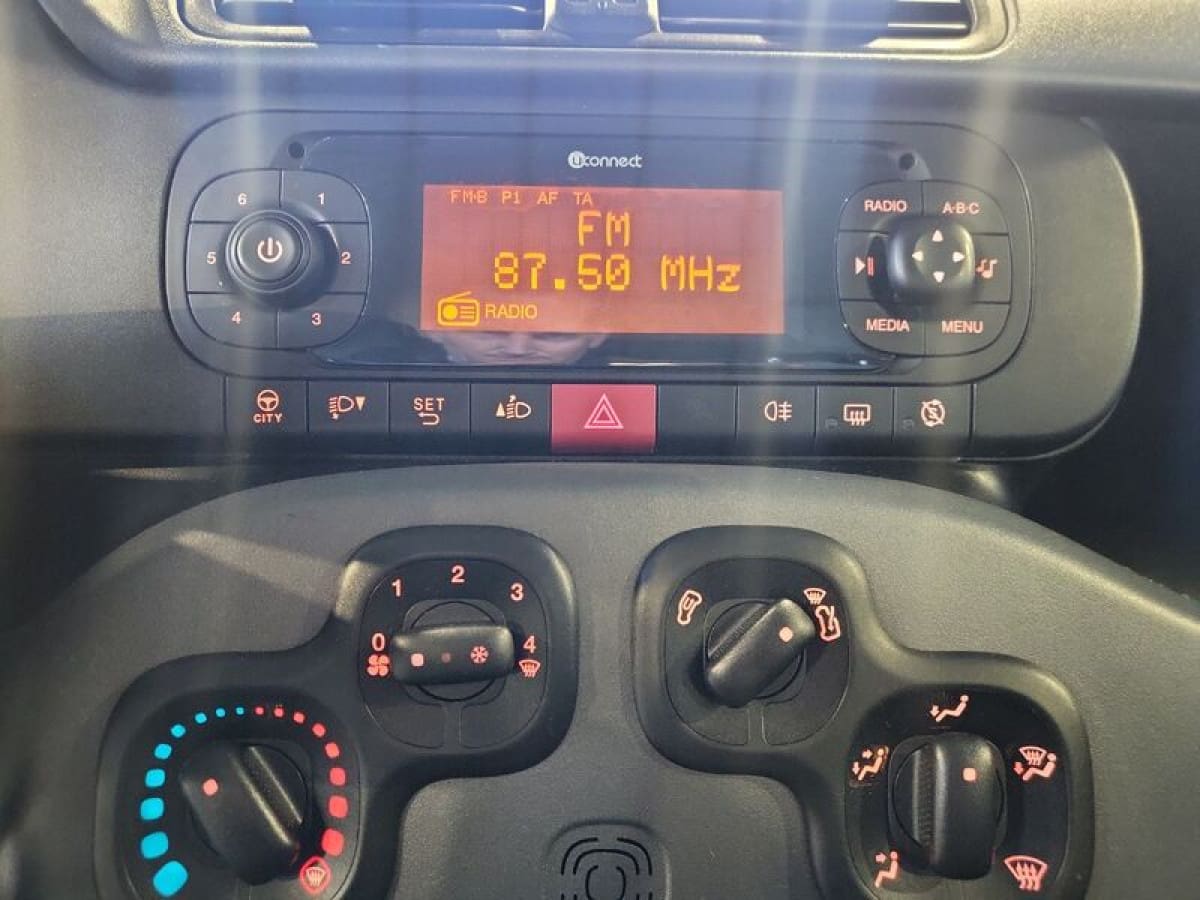 uconnect
6 1
5 2
4 3
FM-B P1 AF TA
FM
87.50 MHz
RADIO
RADIO A-B-C
MEDIA MENU
CITY
SET
0 1 2 3 4